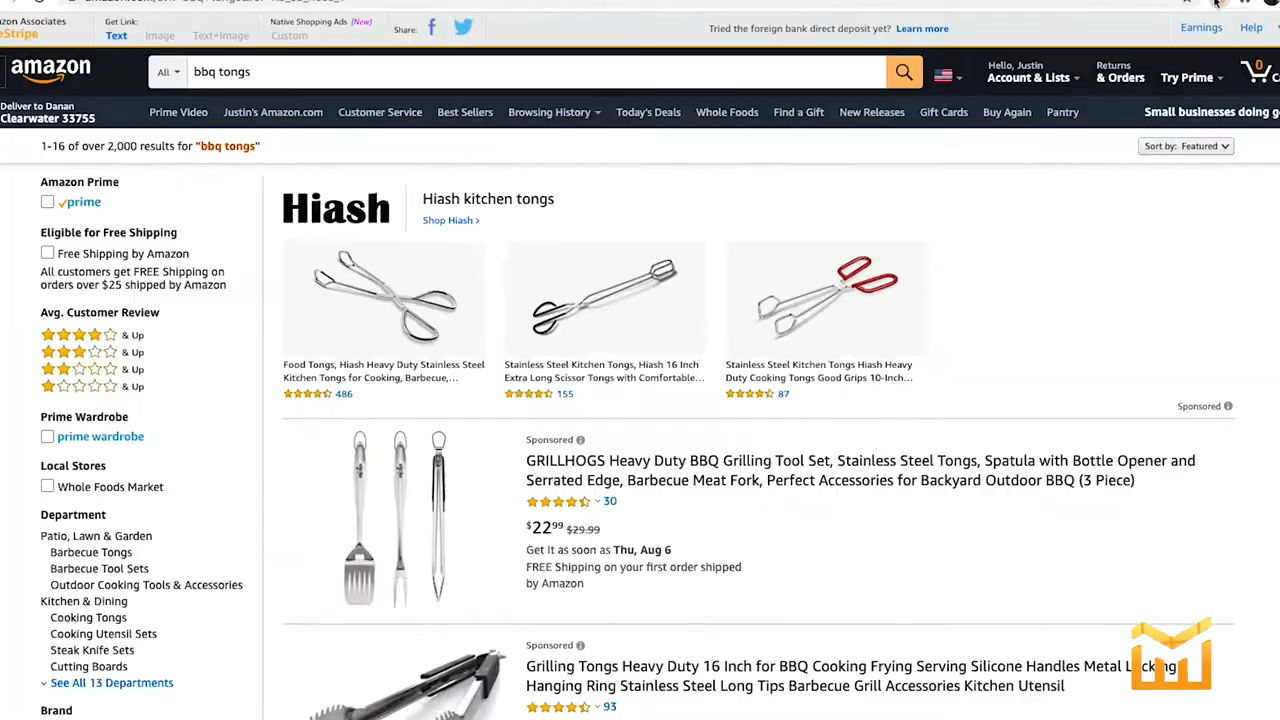 zon Associates
eStripe
Get Link:
Text Image Text+Image
Native Shopping Ads (New)
Custom
Share:
Tried the foreign bank direct deposit yet? Learn more
Earnings Help
amazon
All
bbq tongs
Hello, Justin
Account & Lists
Returns
& Orders
Try Prime
0
Deliver to Danan
Clearwater 33755
Prime Video Justin's Amazon.com Customer Service Best Sellers Browsing History Today's Deals Whole Foods Find a Gift New Releases Gift Cards Buy Again Pantry Small businesses doing
1-16 of over 2,000 results for "bbq tongs"
Sort by: Featured
Amazon Prime
prime
Eligible for Free Shipping
Free Shipping by Amazon
All customers get FREE Shipping on
orders over $25 shipped by Amazon
Avg. Customer Review
& Up
& Up
& Up
& Up
Prime Wardrobe
prime wardrobe
Local Stores
Whole Foods Market
Department
Patio, Lawn & Garden
Barbecue Tongs
Barbecue Tool Sets
Outdoor Cooking Tools & Accessories
Kitchen & Dining
Cooking Tongs
Cooking Utensil Sets
Steak Knife Sets
Cutting Boards
See All 13 Departments
Brand
Hiash
Hiash kitchen tongs
Shop Hiash ›
Food Tongs, Hiash Heavy Duty Stainless Steel
Kitchen Tongs for Cooking, Barbecue,...
486
Stainless Steel Kitchen Tongs, Hiash 16 Inch
Extra Long Scissor Tongs with Comfortable...
155
Stainless Steel Kitchen Tongs Hiash Heavy
Duty Cooking Tongs Good Grips 10-Inch...
87
Sponsored
Sponsored
GRILLHOGS Heavy Duty BBQ Grilling Tool Set, Stainless Steel Tongs, Spatula with Bottle Opener and
Serrated Edge, Barbecue Meat Fork, Perfect Accessories for Backyard Outdoor BBQ (3 Piece)
30
$22.99 $29.99
Get it as soon as Thu, Aug 6
FREE Shipping on your first order shipped
by Amazon
Sponsored
Grilling Tongs Heavy Duty 16 Inch for BBQ Cooking Frying Serving Silicone Handles Metal
Hanging Ring Stainless Steel Long Tips Barbecue Grill Accessories Kitchen Utensil
93